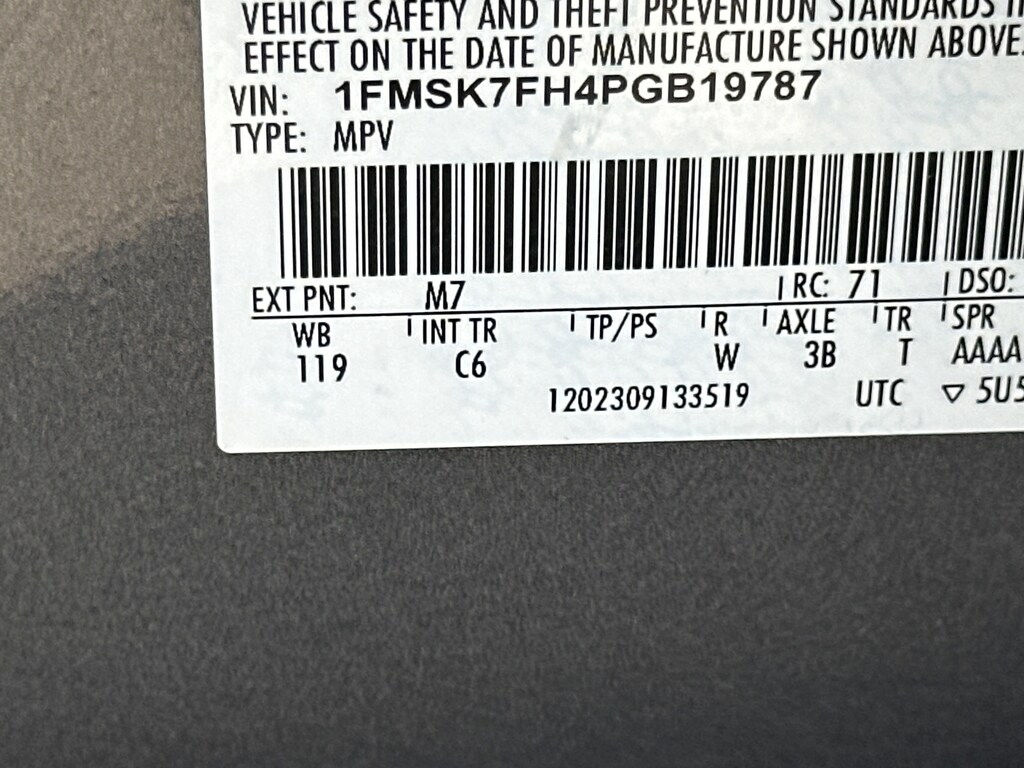 VEHICLE SAFETY AND THEFT PREVENTION STANDARDS
EFFECT ON THE DATE OF MANUFACTURE SHOWN ABOVE.
VIN: 1FMSK7FH4PGB19787
TYPE: MPV
EXT PNT: M7 RC: 71 DSO:
WB INT TR TP/PS R AXLE TR SPR
119 C6 W 3B T AAAA
1202309133519 UTC ▽ 5U5